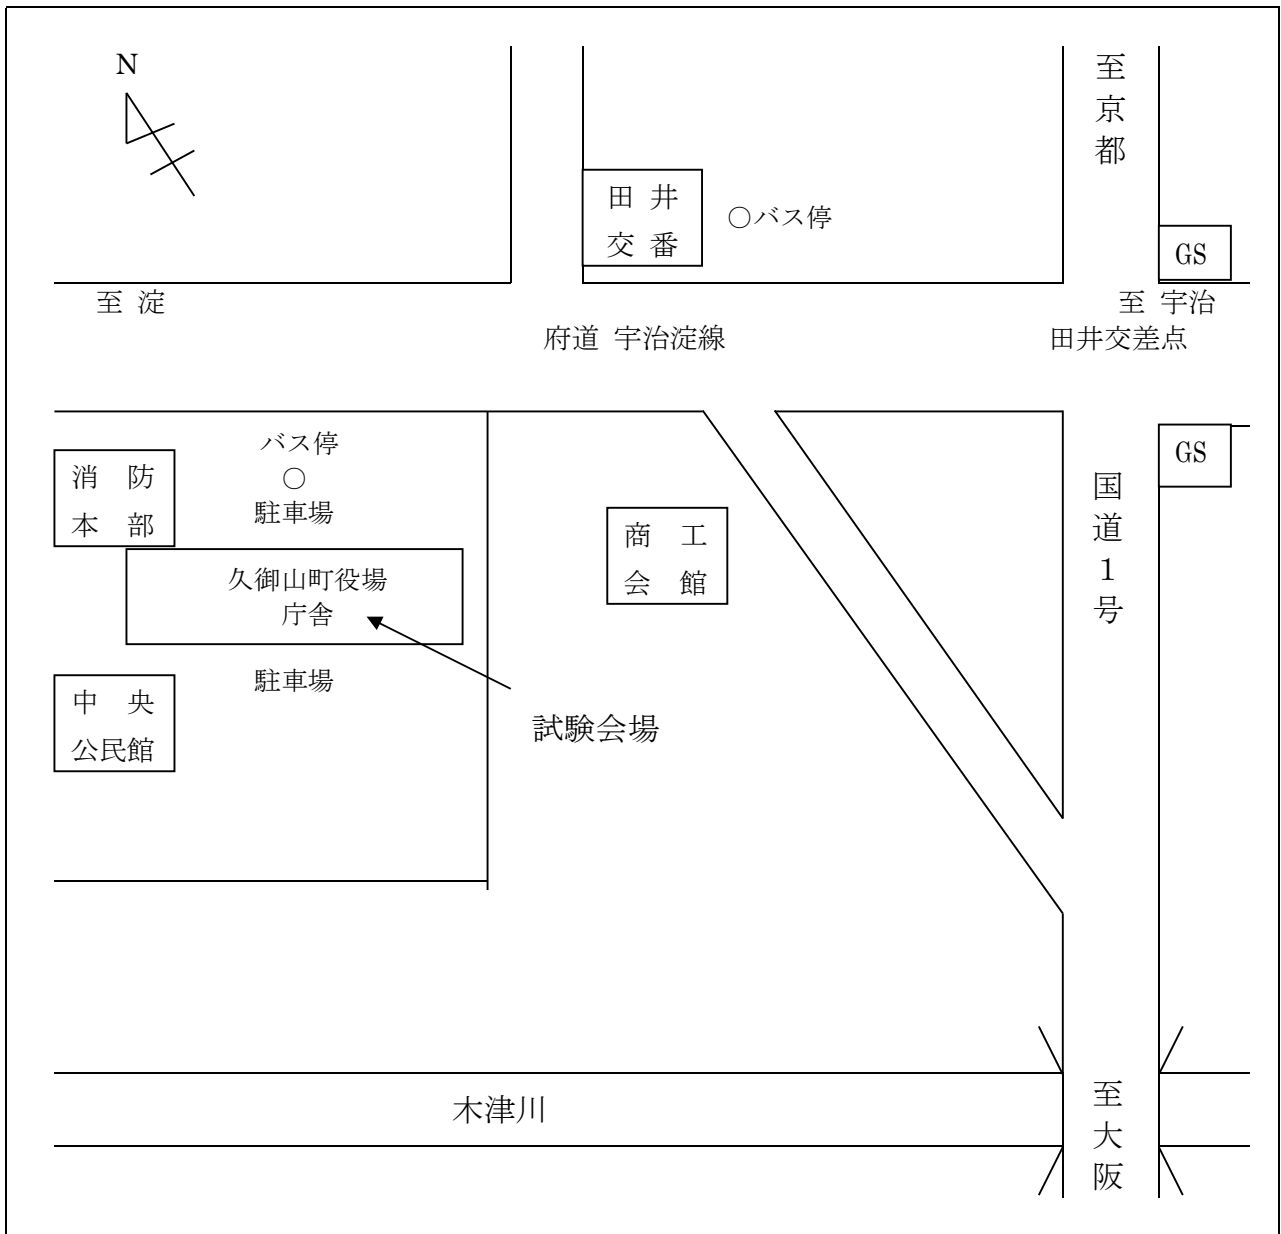 N
至京都
田 井
交 番
○バス停
GS
至 淀
至 宇治
府道 宇治淀線
田井交差点
バス停
○
駐車場
消 防
本 部
GS
国道1号
商 工
会 館
久御山町役場
庁舎
駐車場
中 央
公民館
試験会場
木津川
至大阪